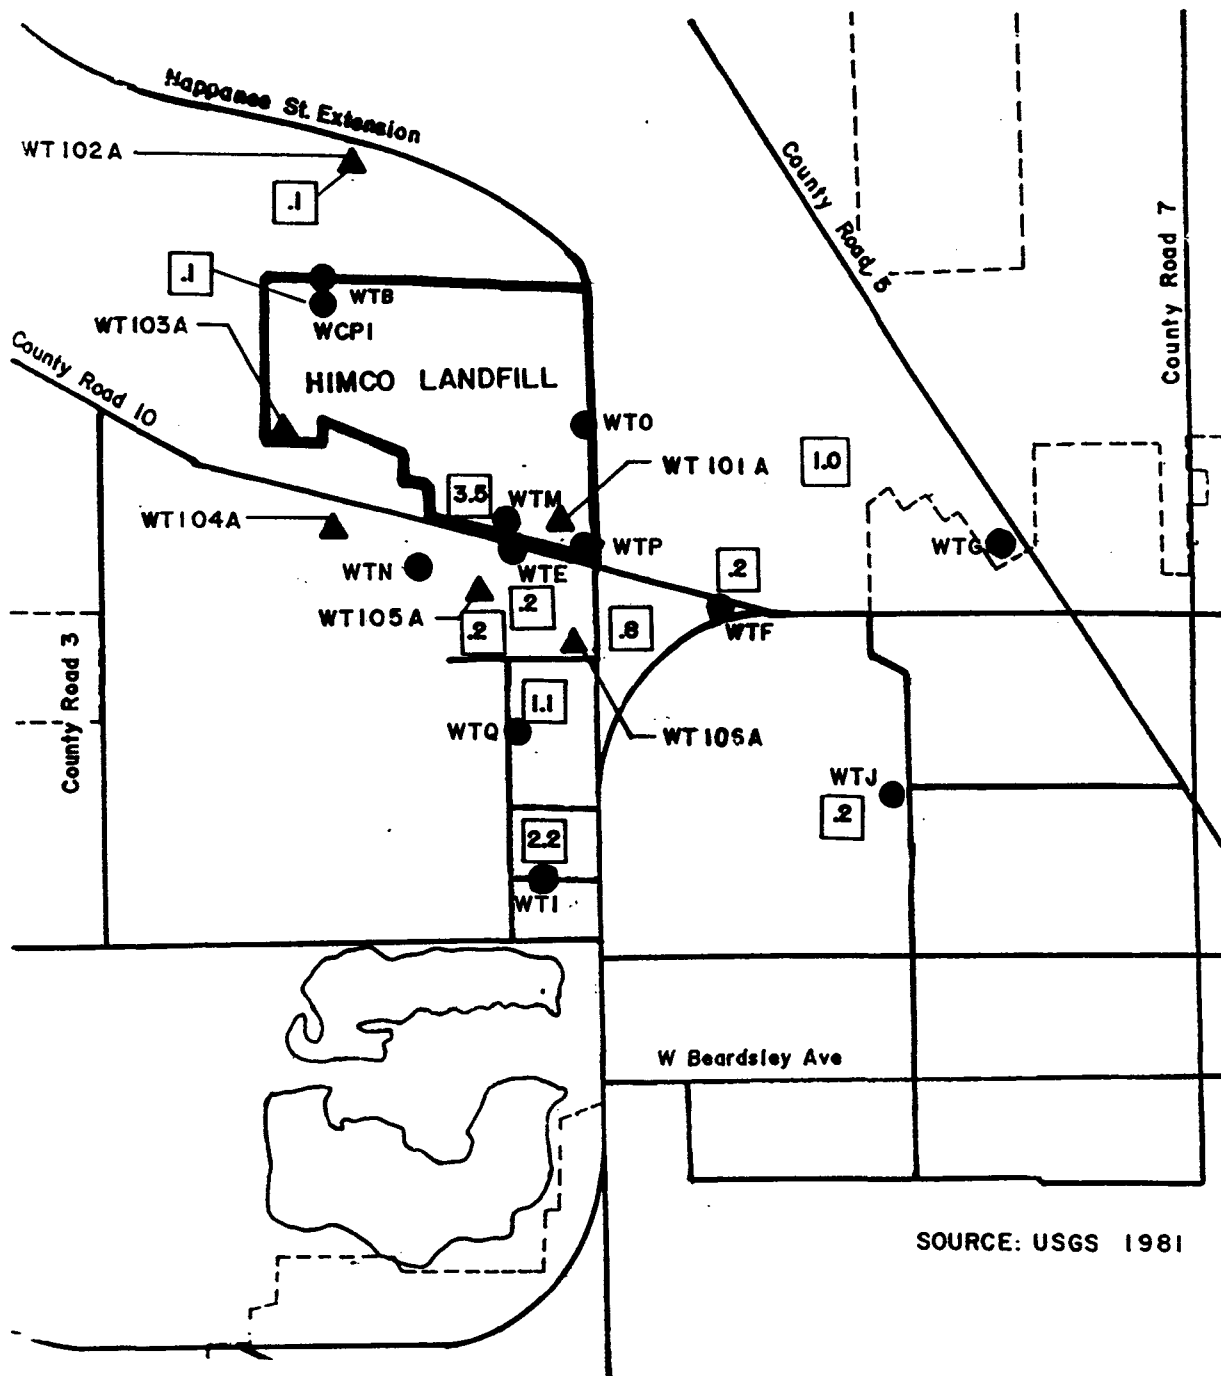 Nappanee St. Extension
WT102A
.1
.1
WTB
WCP1
WT103A
County Road 10
HIMCO LANDFILL
County Road 5
County Road 7
WTO
WT101A
1.0
3.5
WTM
WT104A
WTP
WTG
WTN
WTE
.2
WT105A
.2
.2
.8
WTF
County Road 3
1.1
WTQ
WT106A
WTJ
.2
2.2
WTI
W Beardsley Ave
SOURCE: USGS 1981